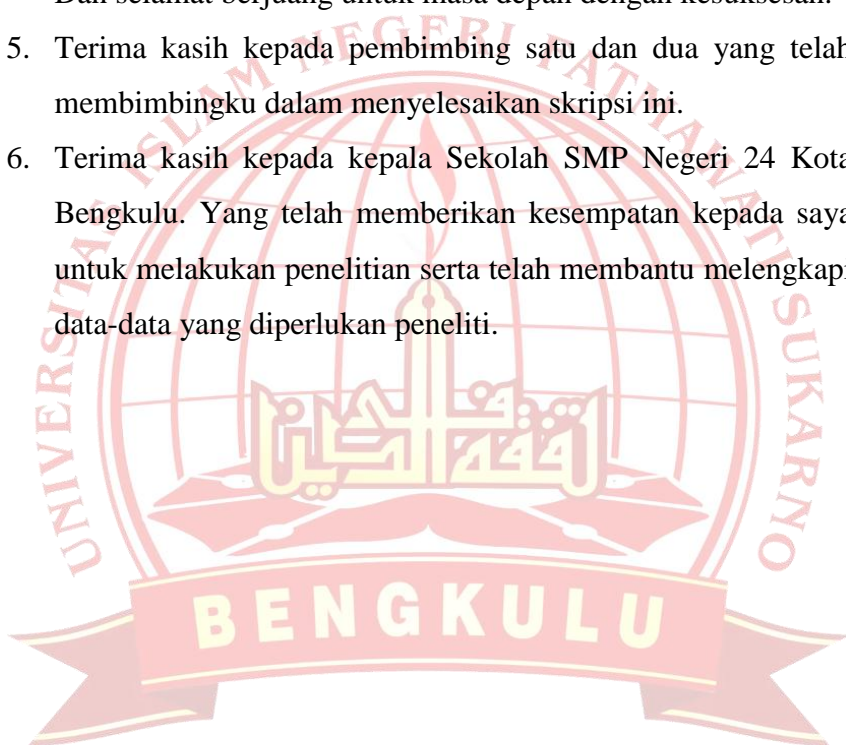 Dan selamat berjuang untuk masa depan dengan kesuksesan.
5. Terima kasih kepada pembimbing satu dan dua yang telah
membimbingku dalam menyelesaikan skripsi ini.
6. Terima kasih kepada kepala Sekolah SMP Negeri 24 Kota
Bengkulu. Yang telah memberikan kesempatan kepada saya
untuk melakukan penelitian serta telah membantu melengkapi
data-data yang diperlukan peneliti.
UNIVERSITAS ISLAM NEGERI FATMAWATI SUKARNO
BENGKULU